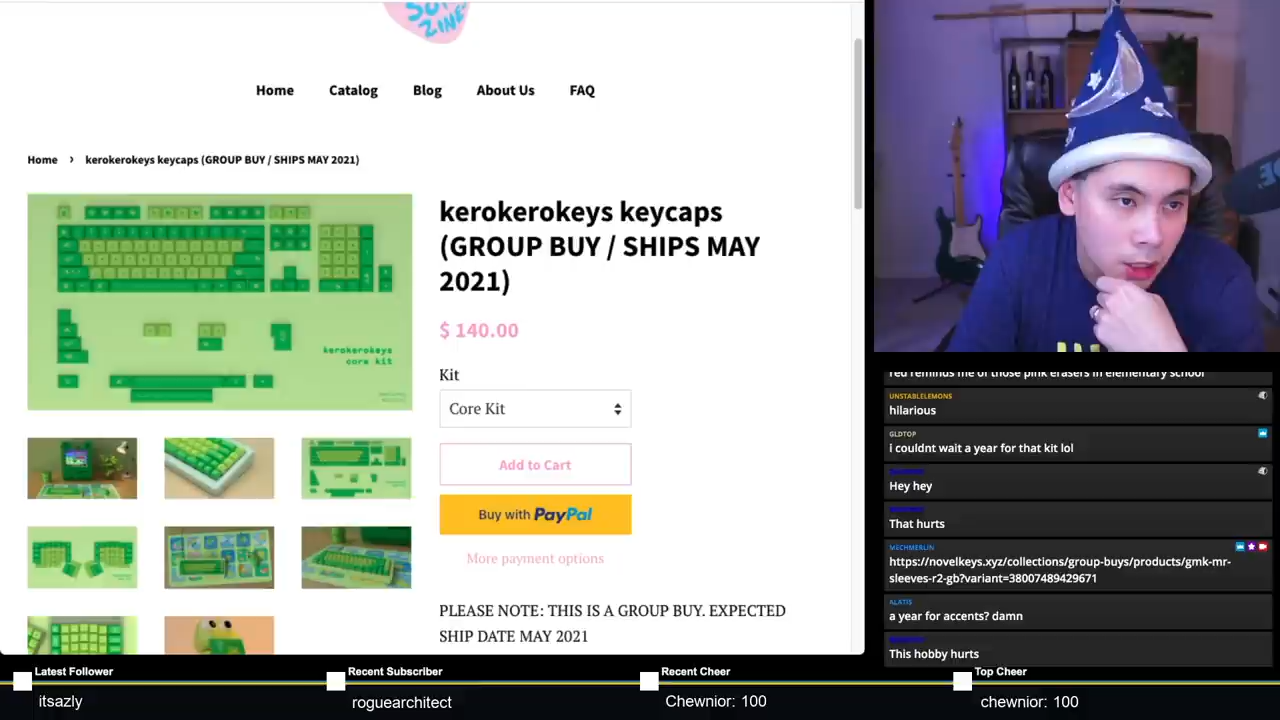 ZINE
Home Catalog Blog About Us FAQ
Home › kerokerokeys keycaps (GROUP BUY / SHIPS MAY 2021)
kerokerokeys keycaps
(GROUP BUY / SHIPS MAY
2021)
$ 140.00
Kit
Core Kit
Add to Cart
Buy with PayPal
More payment options
PLEASE NOTE: THIS IS A GROUP BUY. EXPECTED
SHIP DATE MAY 2021
kerokerokeys
core kit
red reminds me of those pink erasers in elementary school
UNSTABLELEMONS
hilarious
GLDTOP
i couldnt wait a year for that kit lol
Hey hey
That hurts
MECHMERLIN
https://novelkeys.xyz/collections/group-buys/products/gmk-mr-
sleeves-r2-gb?variant=38007489429671
ALATIS
a year for accents? damn
This hobby hurts
Latest Follower
itsazly
Recent Subscriber
roguearchitect
Recent Cheer
Chewnior: 100
Top Cheer
chewnior: 100